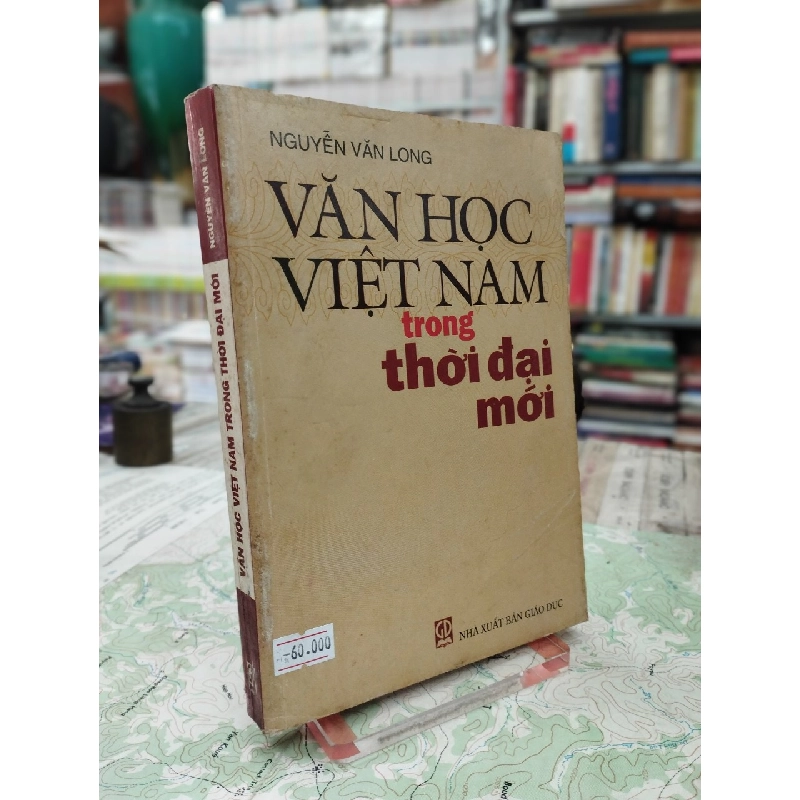 NGUYỄN VĂN LONG
VĂN HỌC
VIỆT NAM
trong
thời đại
mới
NHÀ XUẤT BẢN GIÁO DỤC
-60.000
NGUYỄN VĂN LONG
VĂN HỌC VIỆT NAM TRONG THỜI ĐẠI MỚI